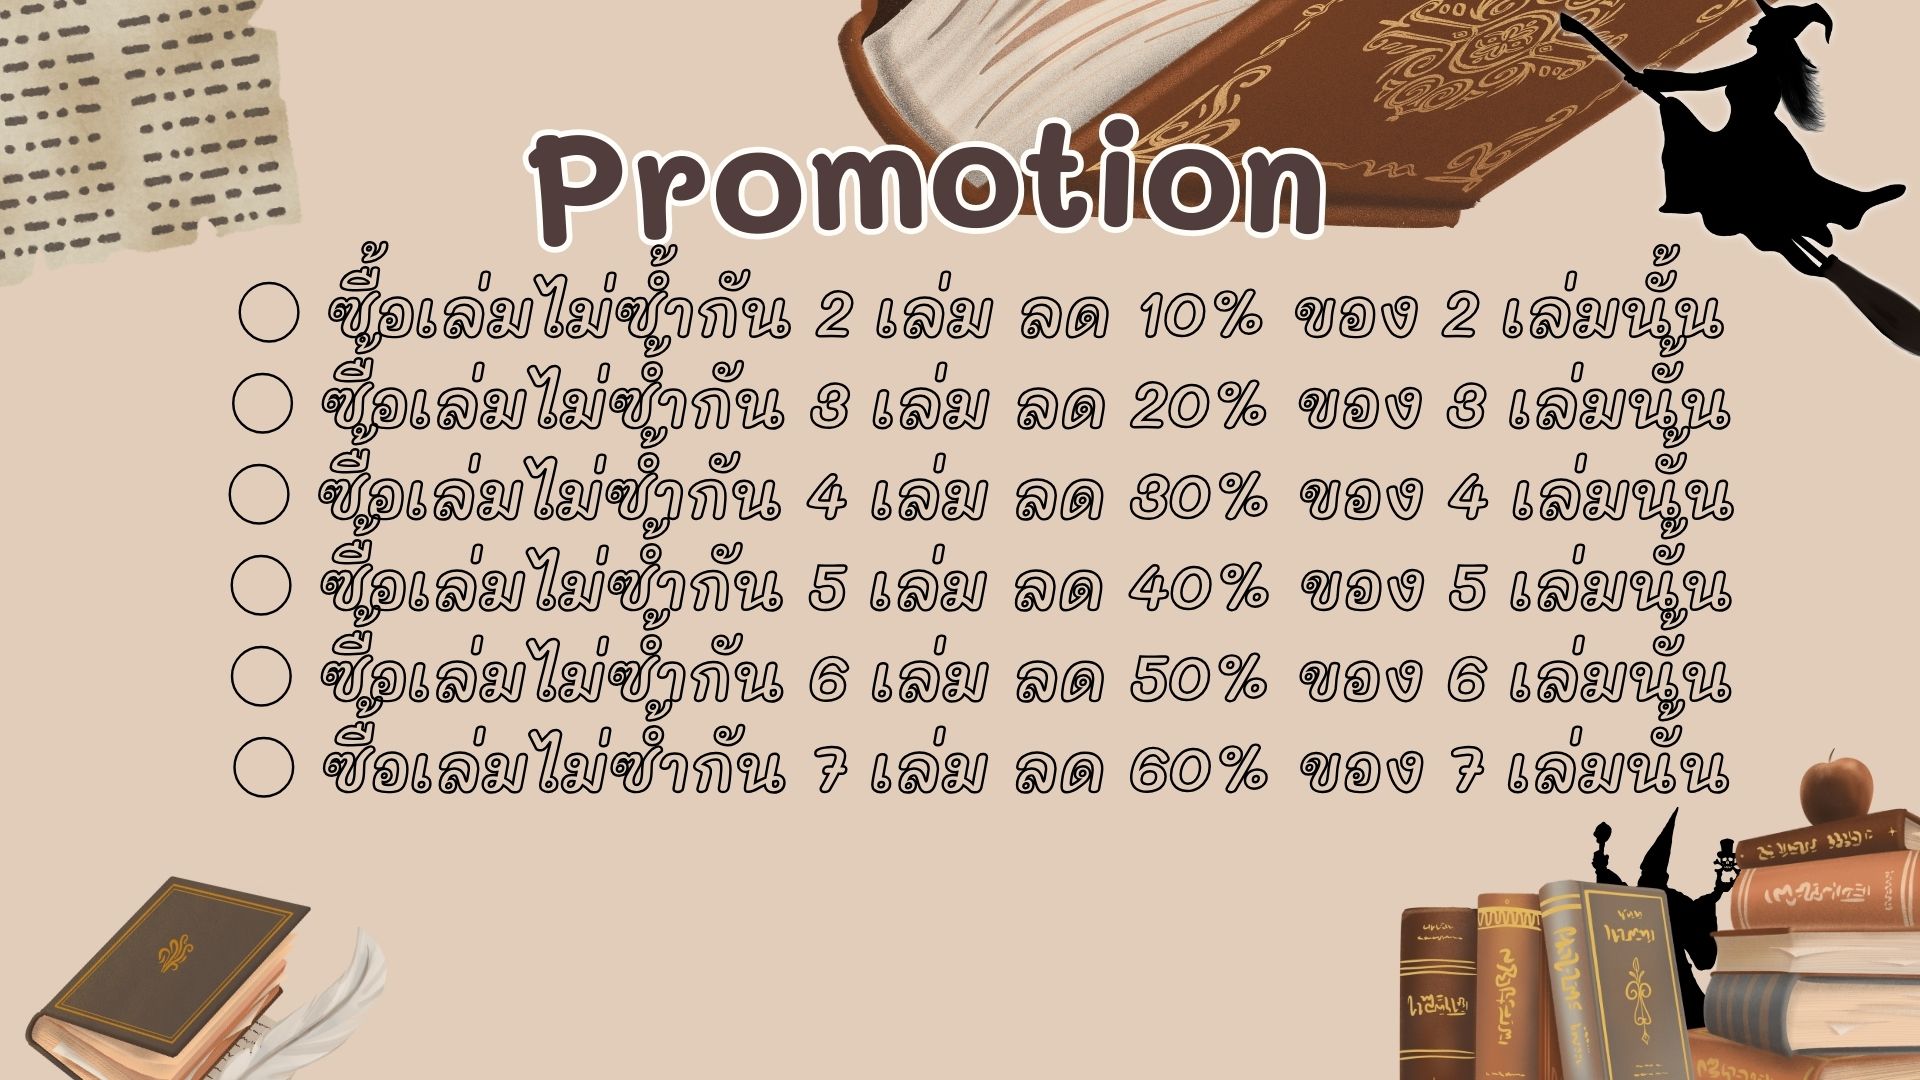 Promotion
ซื้อเล่มไม่ซ้ำกัน 2 เล่ม ลด 10% ของ 2 เล่มนั้น
ซื้อเล่มไม่ซ้ำกัน 3 เล่ม ลด 20% ของ 3 เล่มนั้น
ซื้อเล่มไม่ซ้ำกัน 4 เล่ม ลด 30% ของ 4 เล่มนั้น
ซื้อเล่มไม่ซ้ำกัน 5 เล่ม ลด 40% ของ 5 เล่มนั้น
ซื้อเล่มไม่ซ้ำกัน 6 เล่ม ลด 50% ของ 6 เล่มนั้น
ซื้อเล่มไม่ซ้ำกัน 7 เล่ม ลด 60% ของ 7 เล่มนั้น